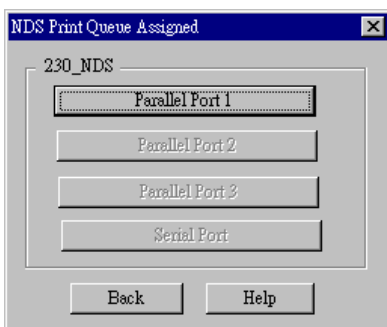 NDS Print Queue Assigned
230_NDS
Parallel Port 1
Parallel Port 2
Parallel Port 3
Serial Port
Back Help